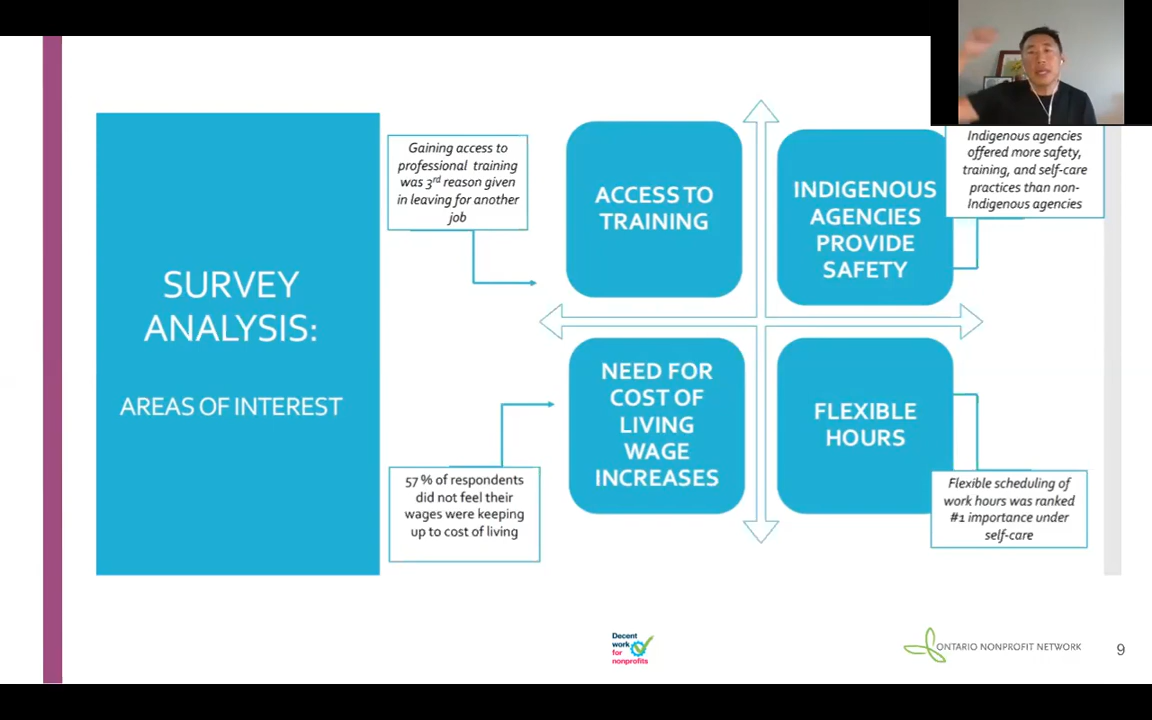 SURVEY
ANALYSIS:
AREAS OF INTEREST
Gaining access to
professional training
was 3rd reason given
in leaving for another
job
ACCESS TO
TRAINING
INDIGENOUS
AGENCIES
PROVIDE
SAFETY
Indigenous agencies
offered more safety,
training, and self-care
practices than non-
Indigenous agencies
57 % of respondents
did not feel their
wages were keeping
up to cost of living
NEED FOR
COST OF
LIVING
WAGE
INCREASES
FLEXIBLE
HOURS
Flexible scheduling of
work hours was ranked
#1 importance under
self-care
Decent
work
for
nonprofits
ONTARIO NONPROFIT NETWORK
9